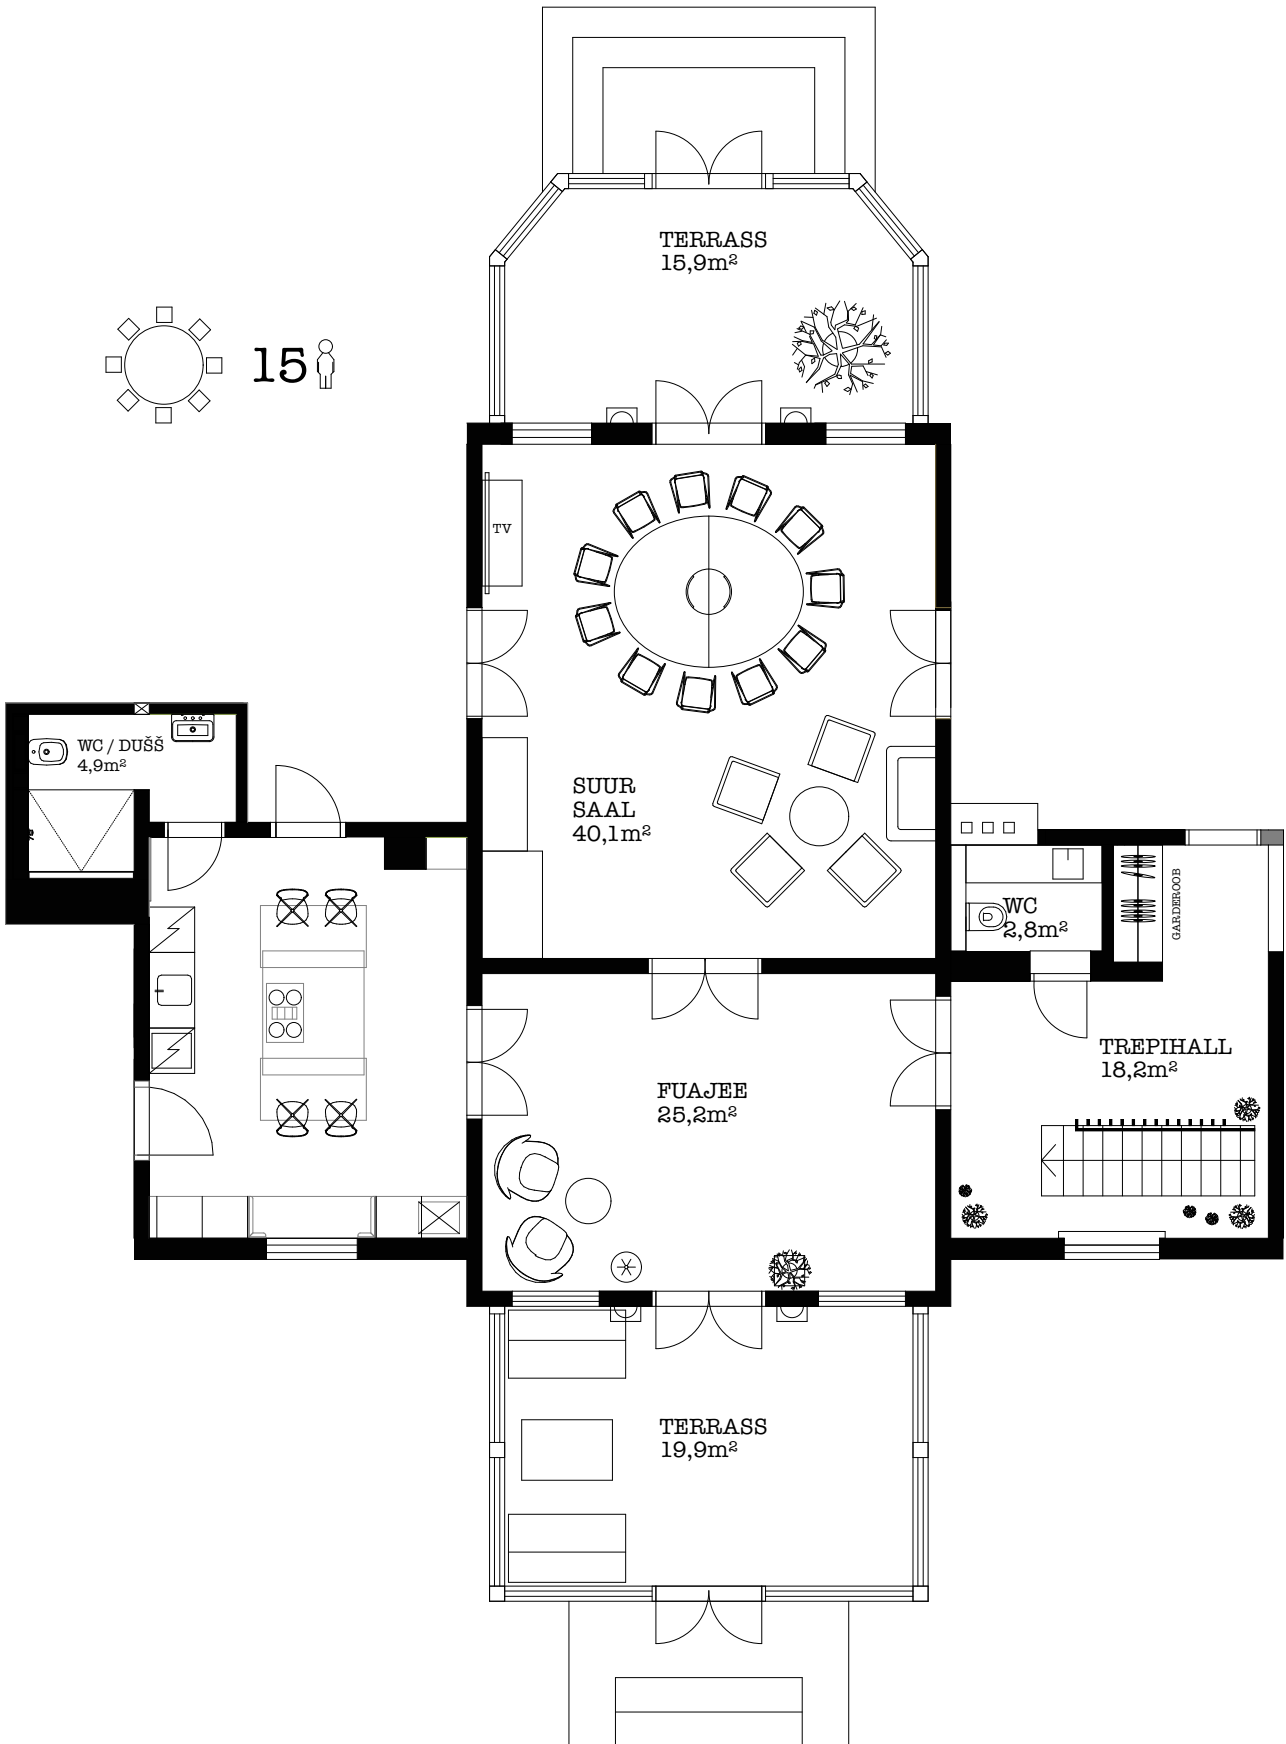 TERRASS
15,9m²
15
TV
WC / DUŠŠ
4,9m²
SUUR
SAAL
40,1m²
WC
2,8m²
GARDEROOB
TREPIHALL
18,2m²
FUAJEE
25,2m²
TERRASS
19,9m²